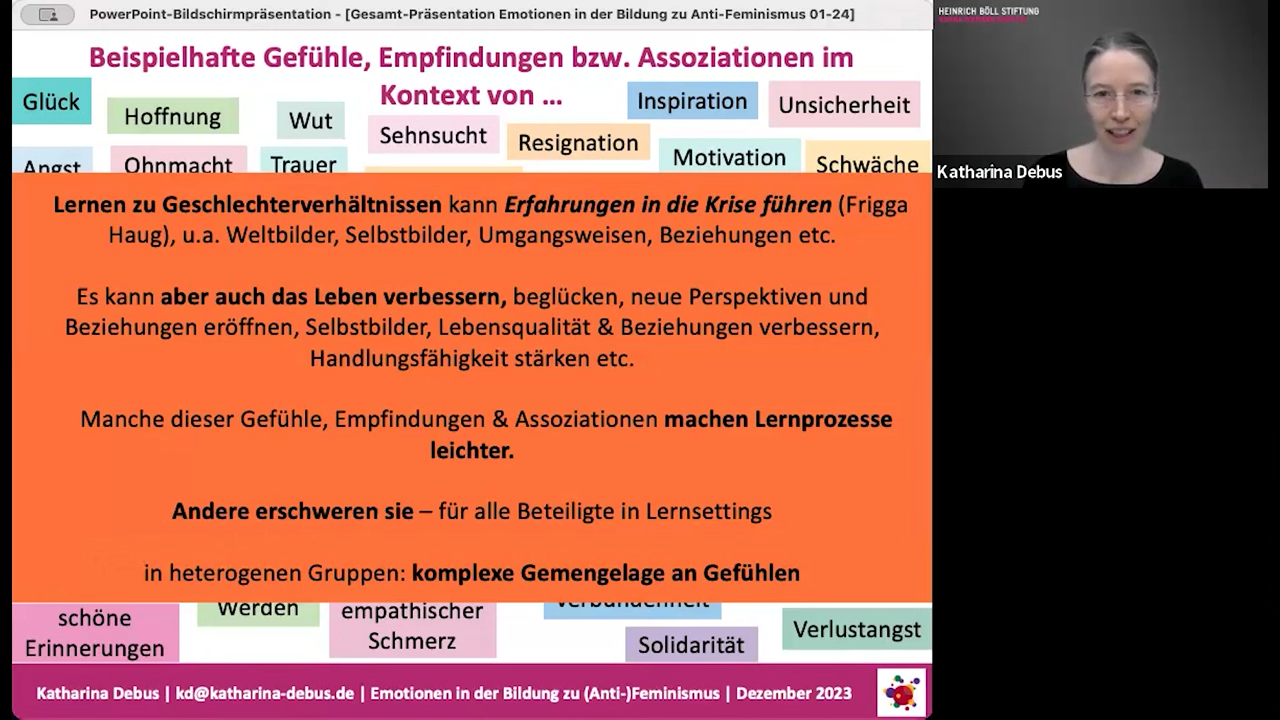 PowerPoint-Bildschirmpräsentation - [Gesamt-Präsentation Emotionen in der Bildung zu Anti-Feminismus 01-24]
HEINRICH BÖLL STIFTUNG
Beispielhafte Gefühle, Empfindungen bzw. Assoziationen im
Kontext von ...
Glück
Hoffnung
Wut
Sehnsucht
Resignation
Inspiration
Unsicherheit
Angst
Ohnmacht
Trauer
Motivation
Schwäche
Katharina Debus
Lernen zu Geschlechterverhältnissen kann Erfahrungen in die Krise führen (Frigga
Haug), u.a. Weltbilder, Selbstbilder, Umgangsweisen, Beziehungen etc.
Es kann aber auch das Leben verbessern, beglücken, neue Perspektiven und
Beziehungen eröffnen, Selbstbilder, Lebensqualität & Beziehungen verbessern,
Handlungsfähigkeit stärken etc.
Manche dieser Gefühle, Empfindungen & Assoziationen machen Lernprozesse
leichter.
Andere erschweren sie – für alle Beteiligte in Lernsettings
in heterogenen Gruppen: komplexe Gemengelage an Gefühlen
schöne
Erinnerungen
Werden
empathischer
Schmerz
Verbundenheit
Solidarität
Verlustangst
Katharina Debus | kd@katharina-debus.de | Emotionen in der Bildung zu (Anti-)Feminismus | Dezember 2023